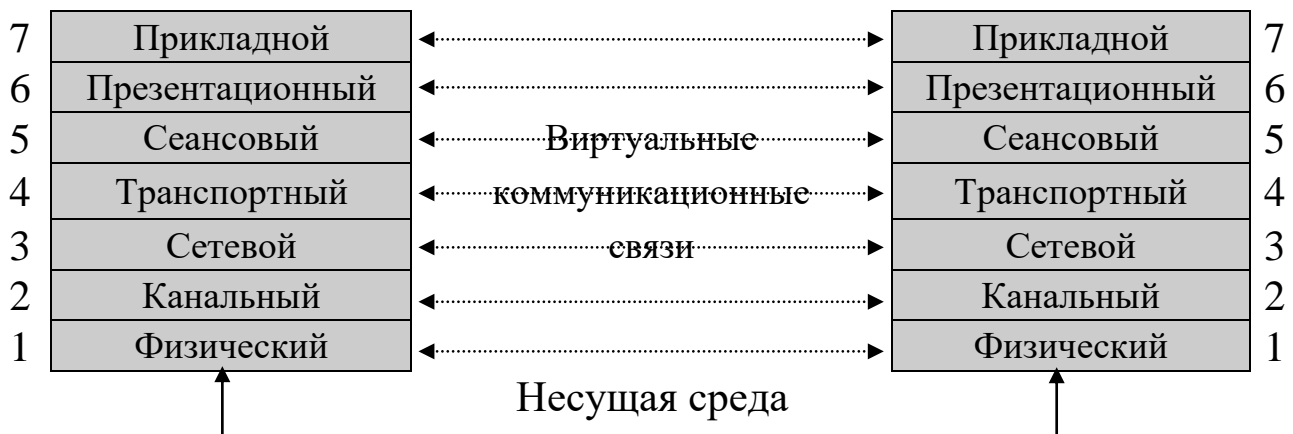 7 Прикладной Прикладной 7
6 Презентационный Презентационный 6
5 Сеансовый Виртуальные Сеансовый 5
4 Транспортный коммуникационные Транспортный 4
3 Сетевой связи Сетевой 3
2 Канальный Канальный 2
1 Физический Физический 1
Несущая среда